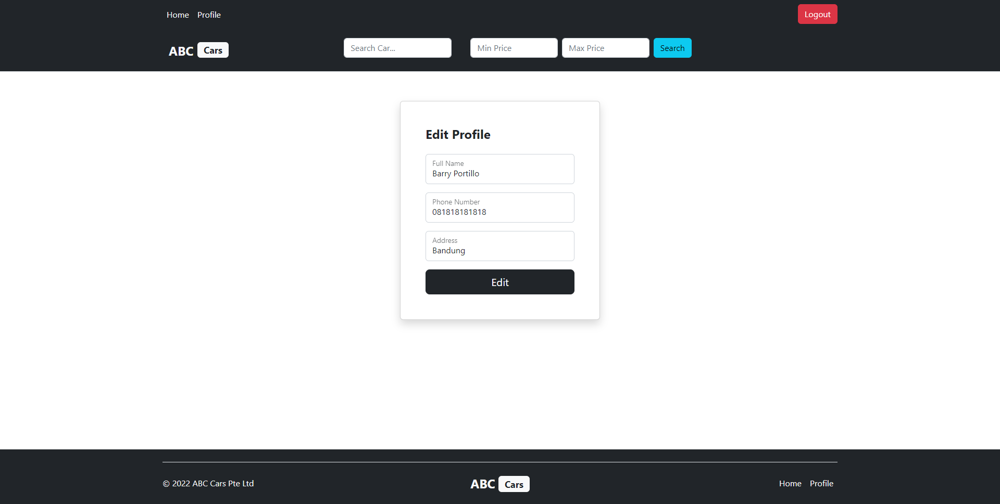 Home Profile Logout
ABC Cars Search Car... Min Price Max Price Search
Edit Profile
Full Name
Barry Portillo
Phone Number
081818181818
Address
Bandung
Edit
© 2022 ABC Cars Pte Ltd ABC Cars Home Profile